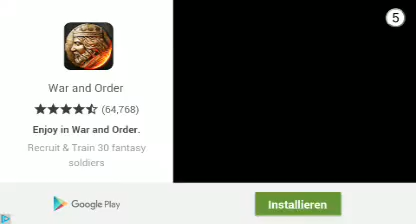 5
War and Order
(64,768)
Enjoy in War and Order.
Recruit & Train 30 fantasy
soldiers
Google Play
Installieren